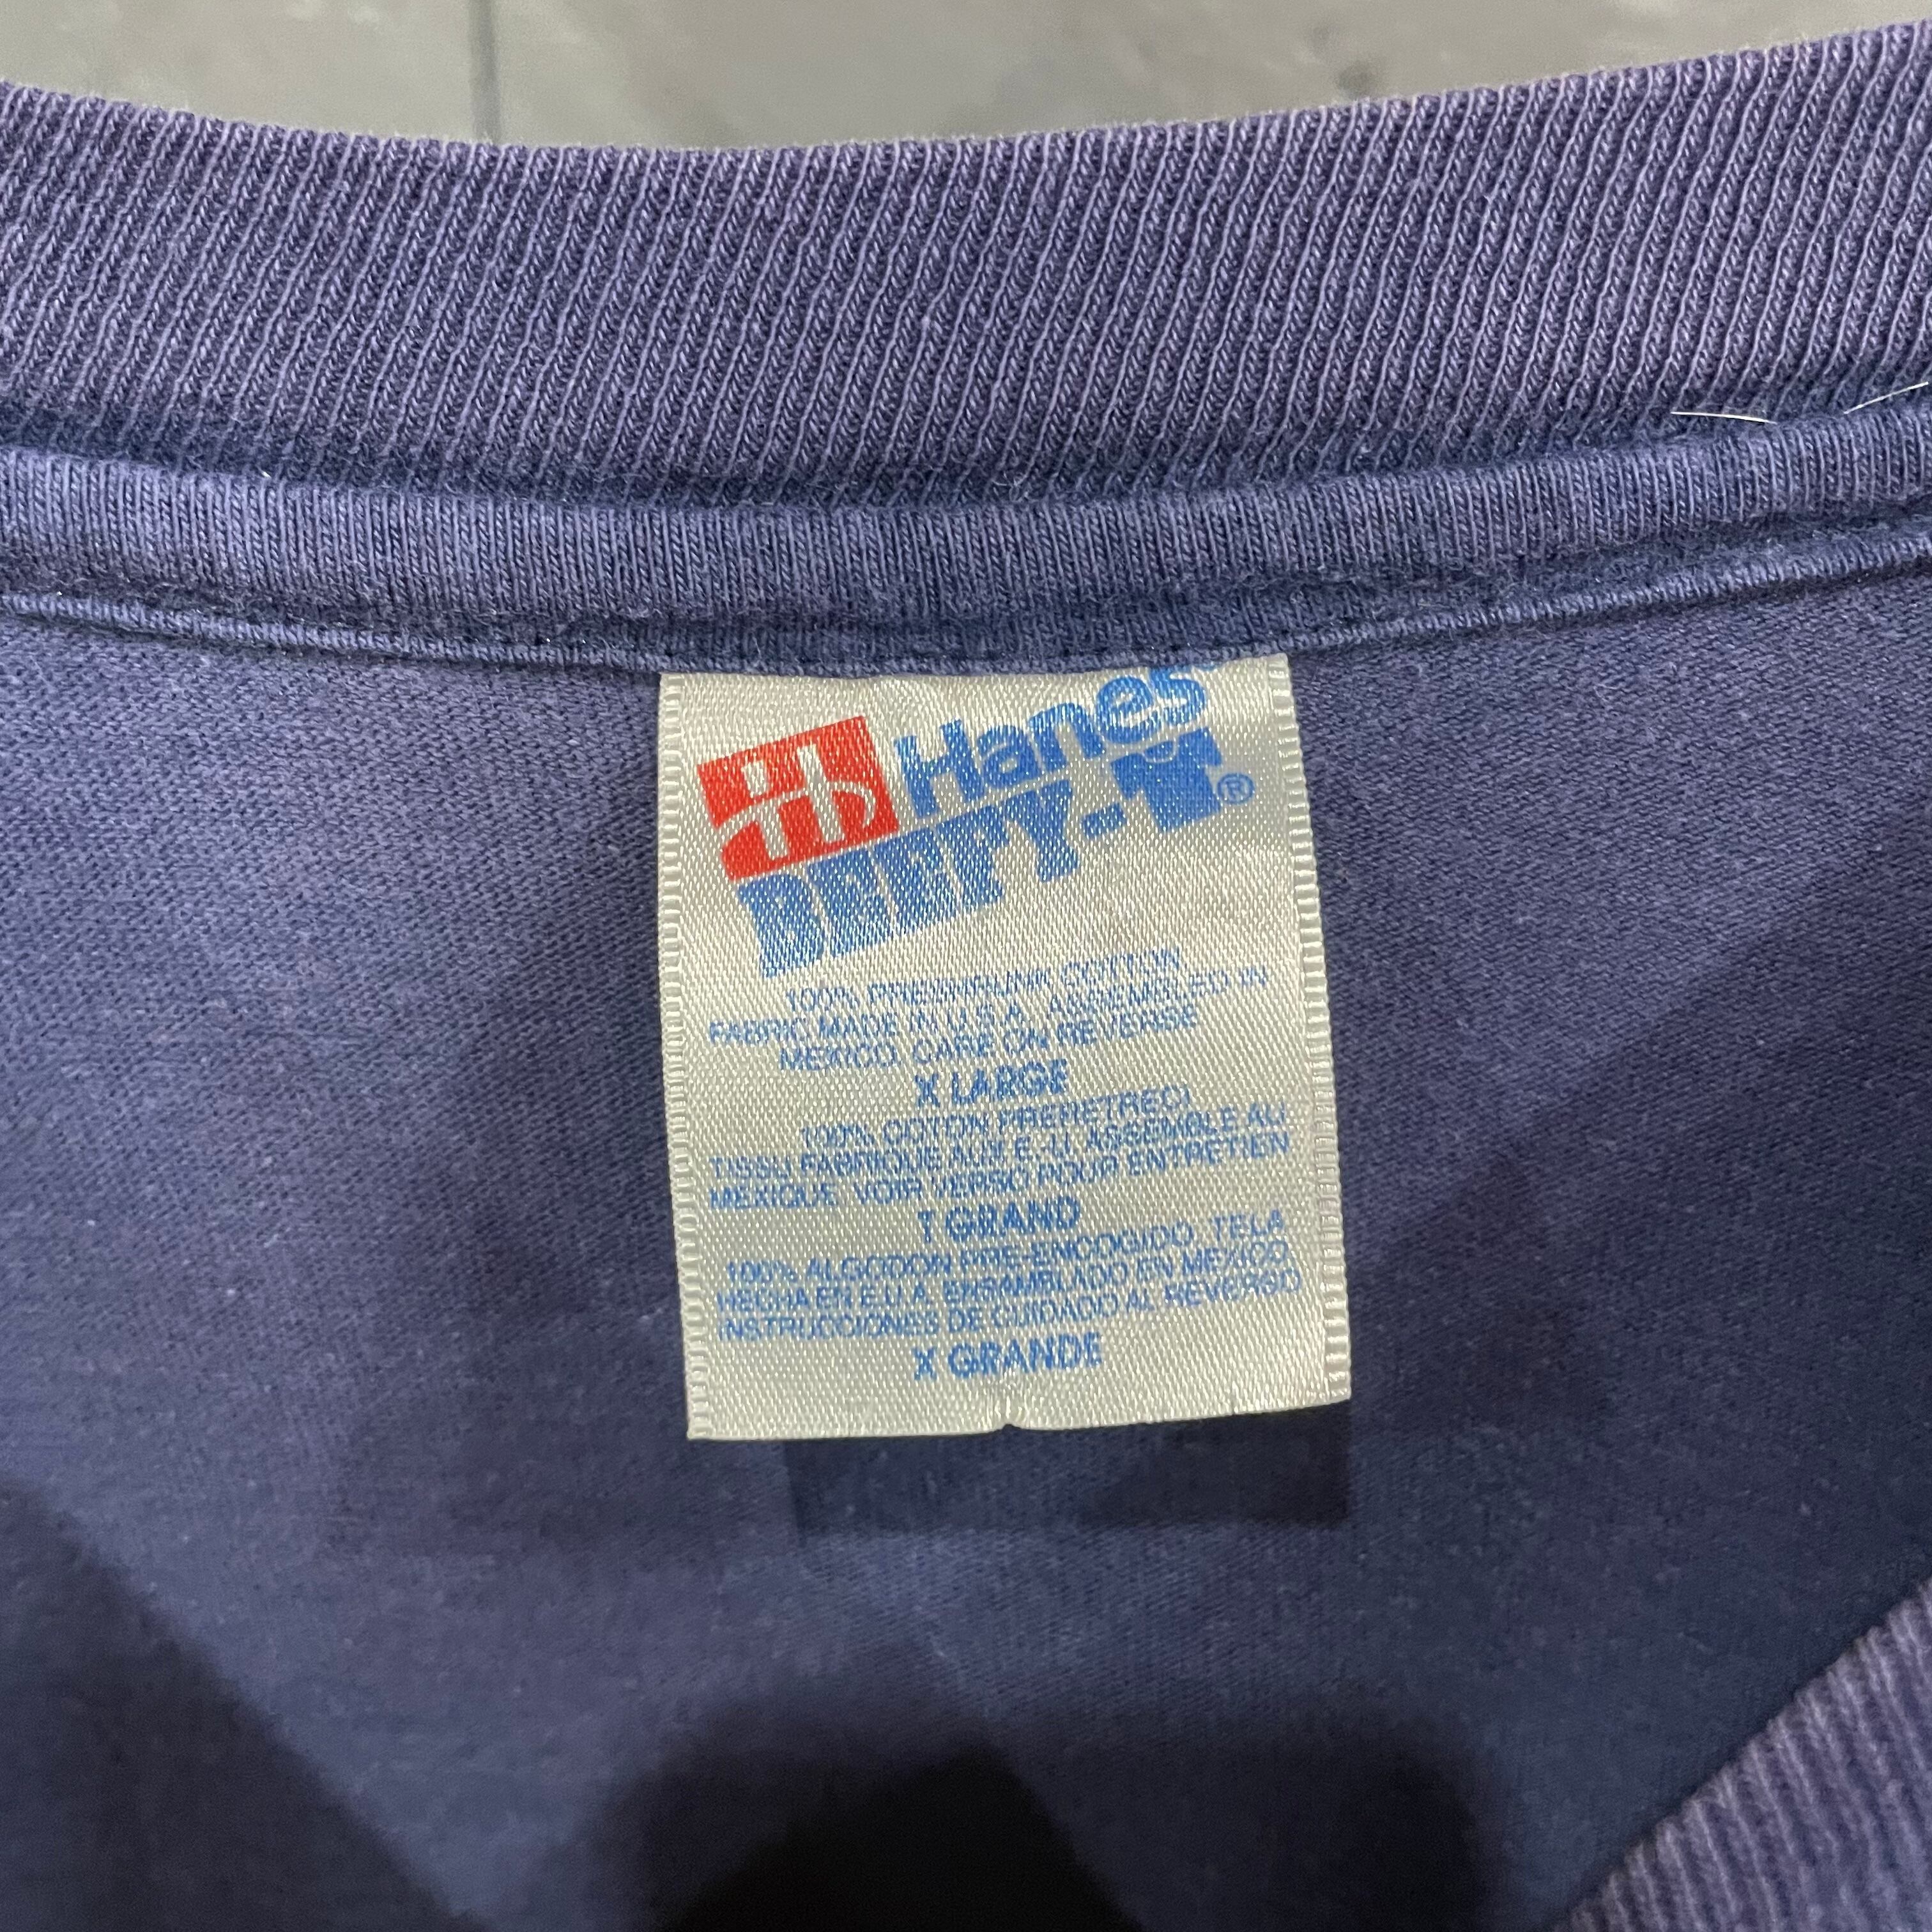 Hanes
BEEFY-T®
100% PRESHRUNK COTTON
FABRIC MADE IN U.S.A. ASSEMBLED IN
MEXICO CARE ON REVERSE
X LARGE
100% COTON PRERETRECI
TISSU FABRIQUE AUX E.-U. ASSEMBLE AU
MEXIQUE VOIR VERSO POUR ENTRETIEN
T GRAND
100% ALGODON PRE-ENCOGIDO TELA
HECHA EN E.U.A. ENSAMBLADO EN MEXICO
INSTRUCCIONES DE CUIDADO AL REVERSO
X GRANDE